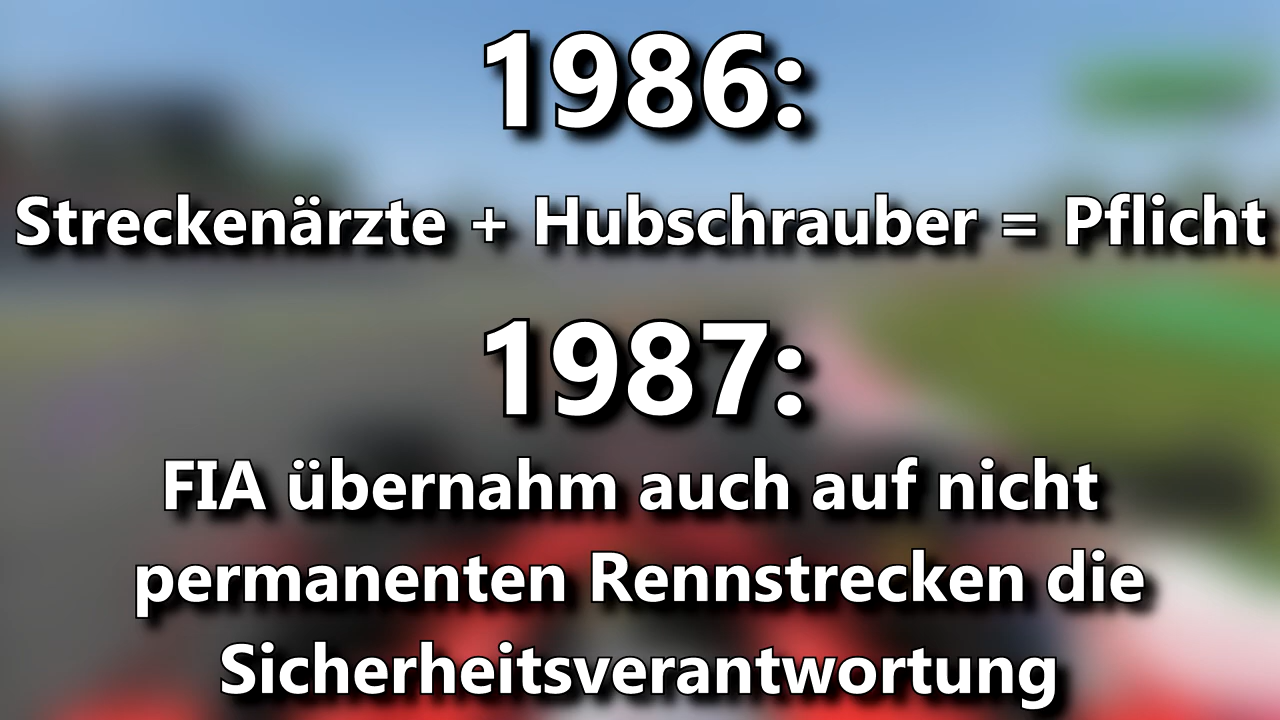 1986:
Streckenärzte + Hubschrauber = Pflicht
1987:
FIA übernahm auch auf nicht
permanenten Rennstrecken die
Sicherheitsverantwortung